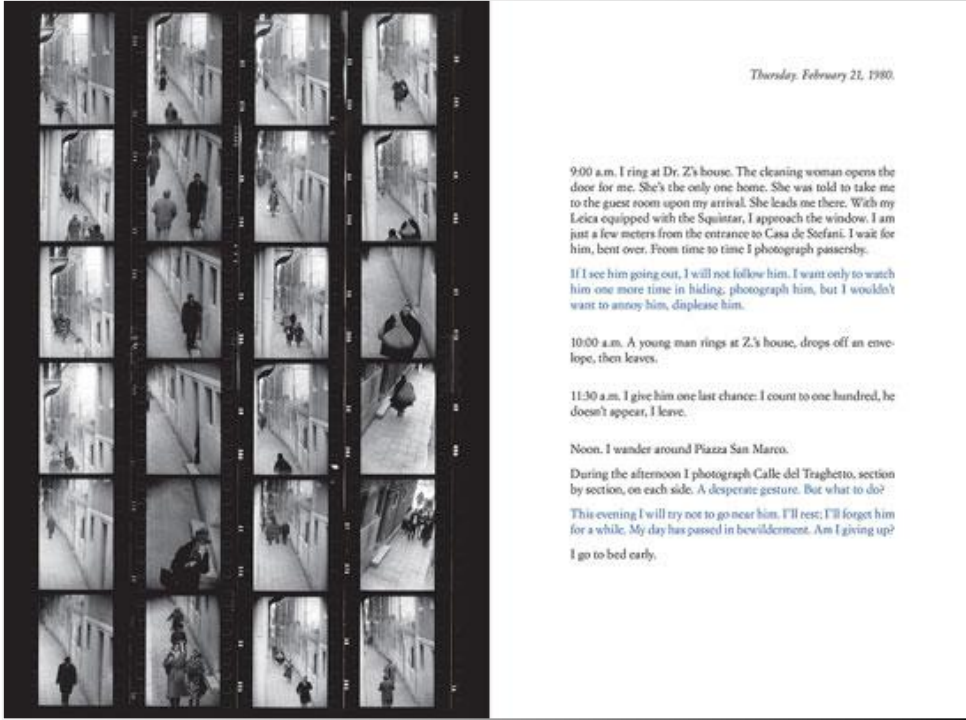 Thursday. February 21, 1980.
9:00 a.m. I ring at Dr. Z's house. The cleaning woman opens the
door for me. She's the only one home. She was told to take me
to the guest room upon my arrival. She leads me there. With my
Leica equipped with the Squintar, I approach the window. I am
just a few meters from the entrance to Casa de Stefani. I wait for
him, bent over. From time to time I photograph passersby.
If I see him going out, I will not follow him. I want only to watch
him one more time in hiding, photograph him, but I wouldn't
want to annoy him, displease him.
10:00 a.m. A young man rings at Z.'s house, drops off an enve-
lope, then leaves.
11:30 a.m. I give him one last chance: I count to one hundred, he
doesn't appear, I leave.
Noon. I wander around Piazza San Marco.
During the afternoon I photograph Calle del Traghetto, section
by section, on each side. A desperate gesture. But what to do?
This evening I will try not to go near him. I'll rest; I'll forget him
for a while. My day has passed in bewilderment. Am I giving up?
I go to bed early.